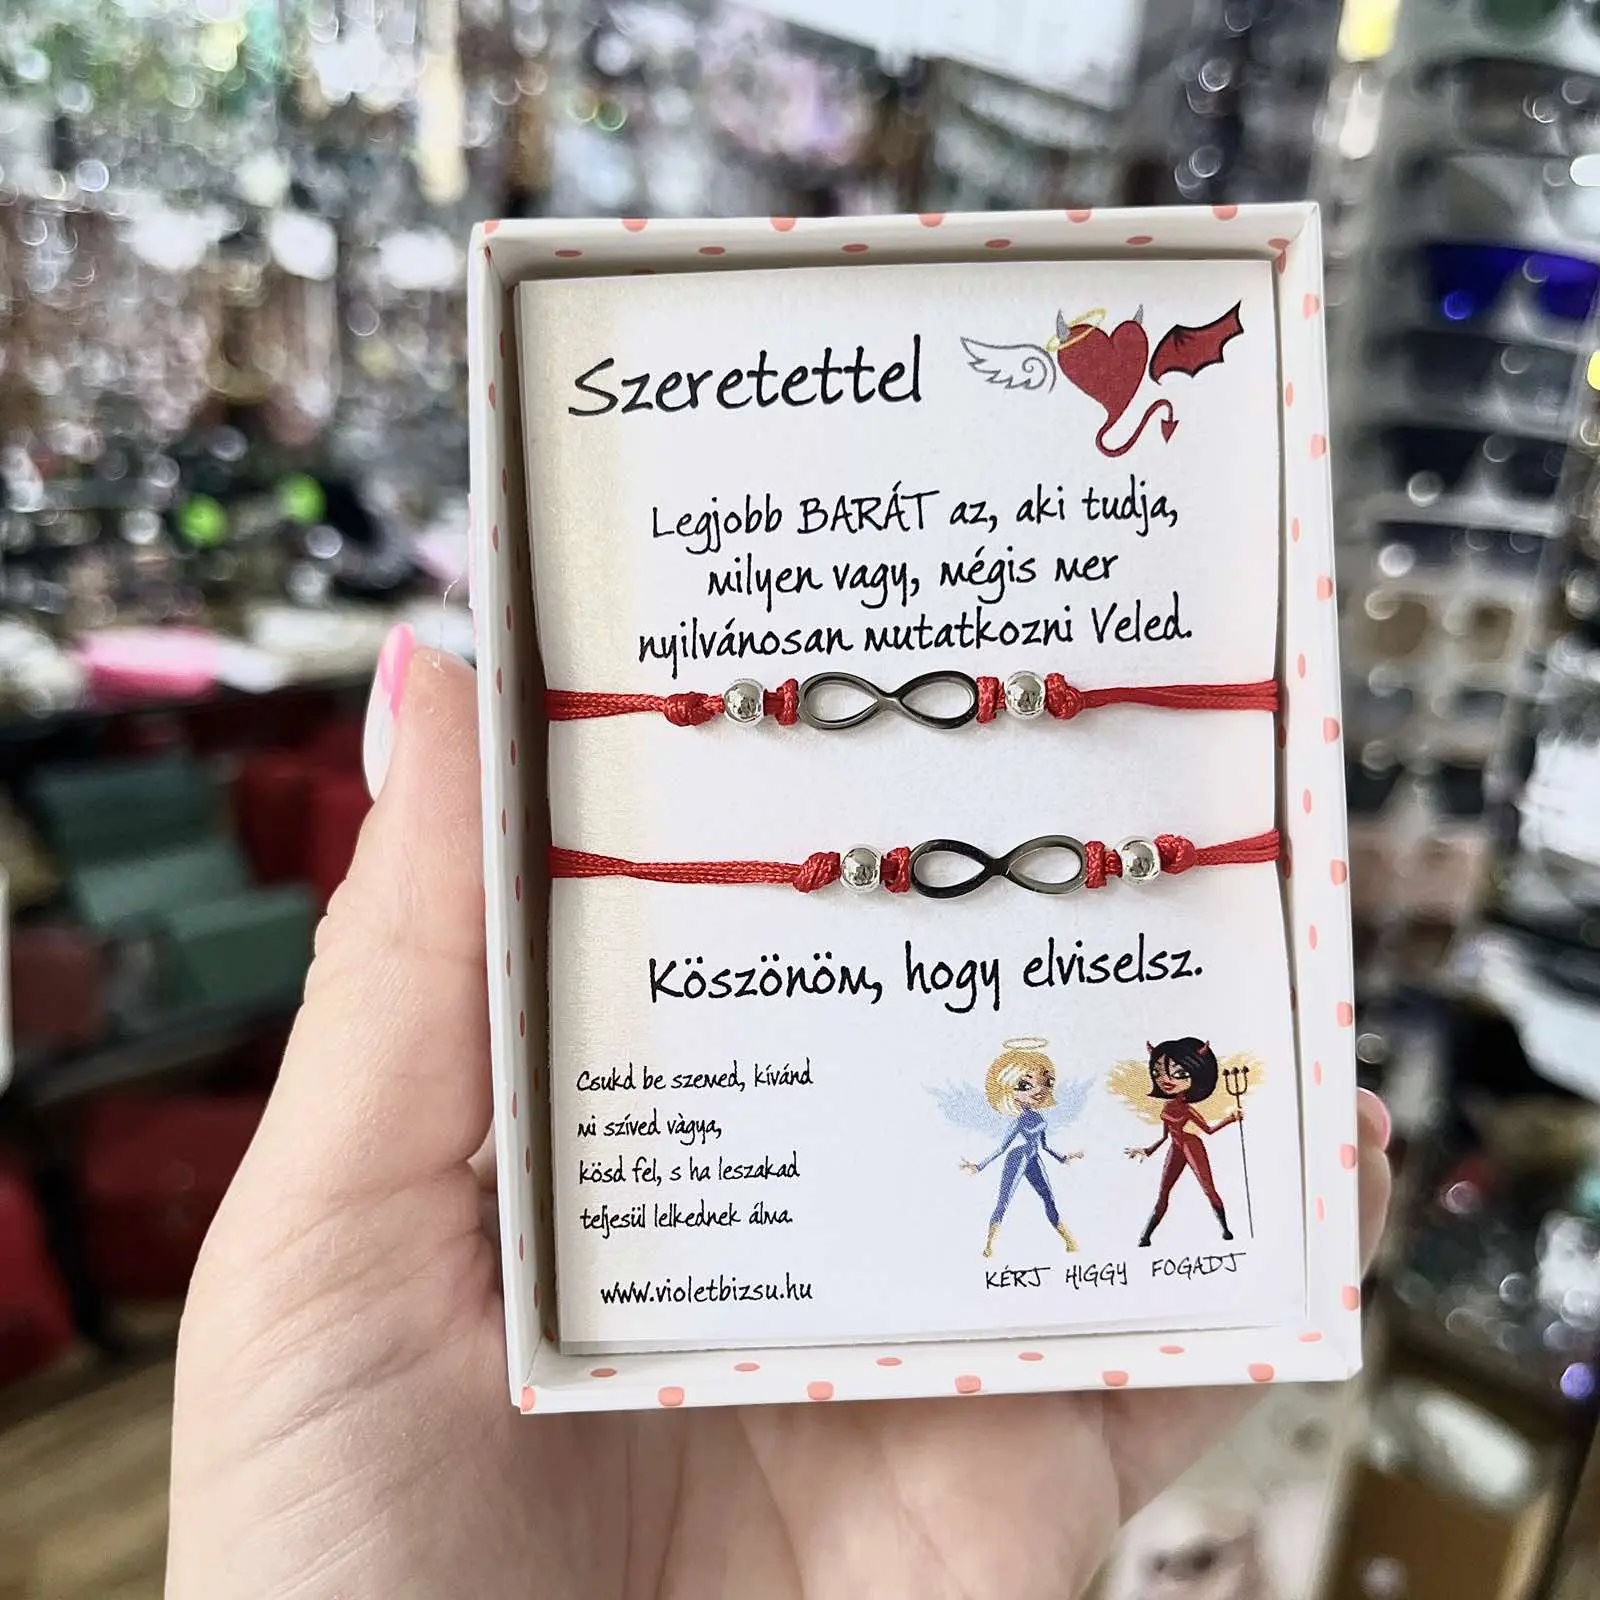 Szeretettel
Legjobb BARÁT az, aki tudja,
milyen vagy, mégis mer
nyilvánosan mutatkozni Veled.
Köszönöm, hogy elviselsz.
Csukd be szemed, kívánd
mi szíved vàgya,
kösd fel, s ha leszakad
teljesül lelkednek álma.
www.violetbizsu.hu
KÉRJ HIGGY FOGADJ